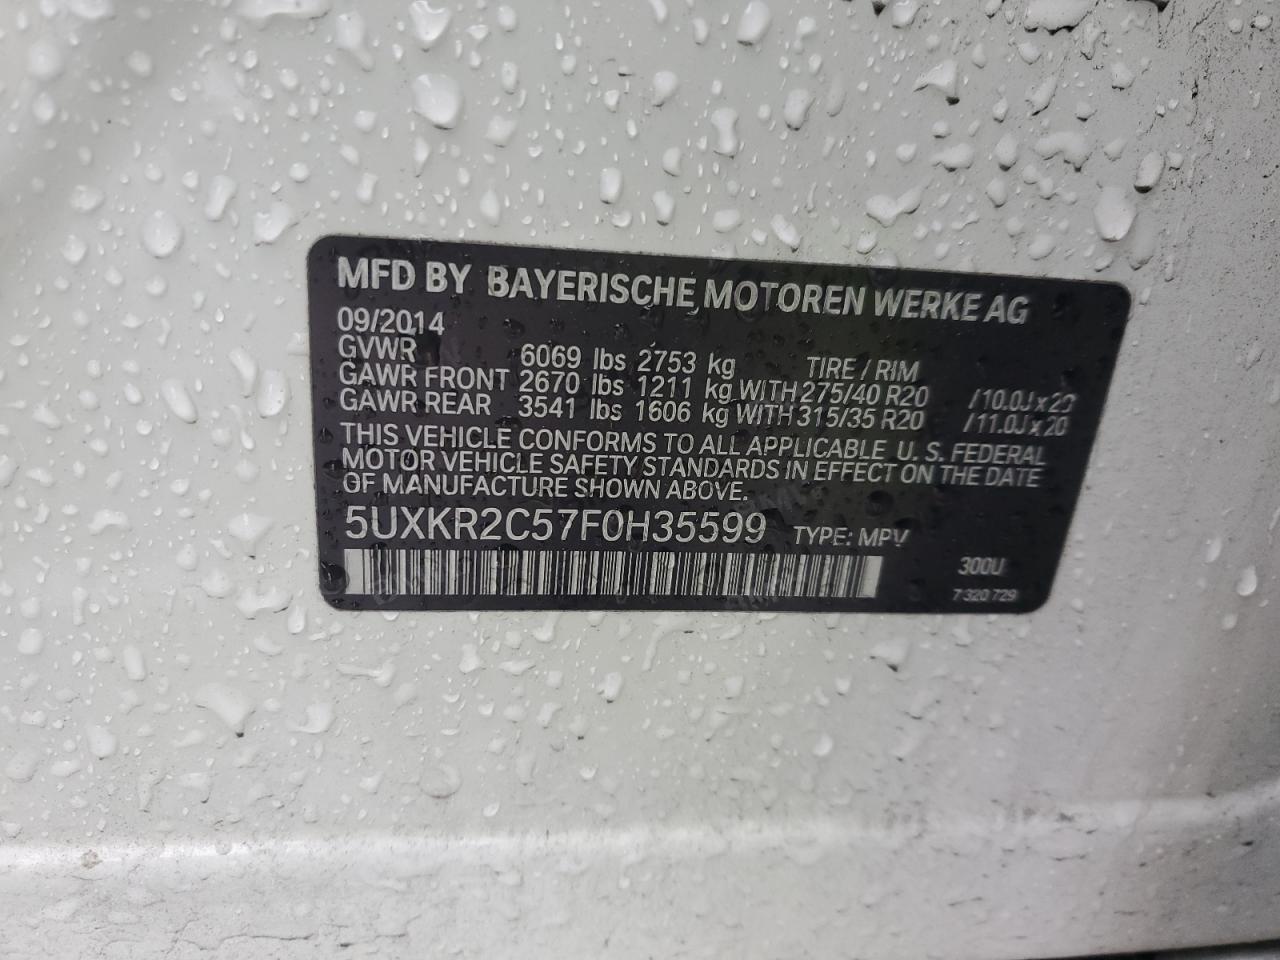 MFD BY BAYERISCHE MOTOREN WERKE AG
09/2014
GVWR 6069 lbs 2753 kg TIRE / RIM
GAWR FRONT 2670 lbs 1211 kg WITH 275/40 R20 /10.0J x 20
GAWR REAR 3541 lbs 1606 kg WITH 315/35 R20 /11.0J x 20
THIS VEHICLE CONFORMS TO ALL APPLICABLE U. S. FEDERAL
MOTOR VEHICLE SAFETY STANDARDS IN EFFECT ON THE DATE
OF MANUFACTURE SHOWN ABOVE.
5UXKR2C57F0H35599 TYPE: MPV
300U
7 320 729